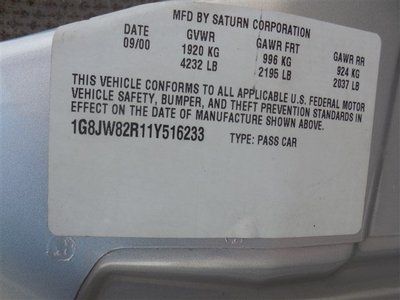 MFD BY SATURN CORPORATION
DATE GVWR GAWR FRT GAWR RR
09/00 1920 KG 996 KG 924 KG
4232 LB 2195 LB 2037 LB
THIS VEHICLE CONFORMS TO ALL APPLICABLE U.S. FEDERAL MOTOR
VEHICLE SAFETY, BUMPER, AND THEFT PREVENTION STANDARDS IN
EFFECT ON THE DATE OF MANUFACTURE SHOWN ABOVE.
1G8JW82R11Y516233 TYPE: PASS CAR